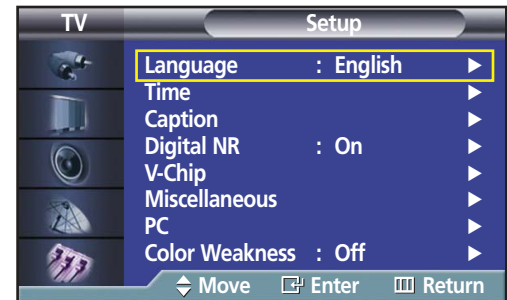 TV Setup
Language : English
Time
Caption
Digital NR : On
V-Chip
Miscellaneous
PC
Color Weakness : Off
Move Enter Return